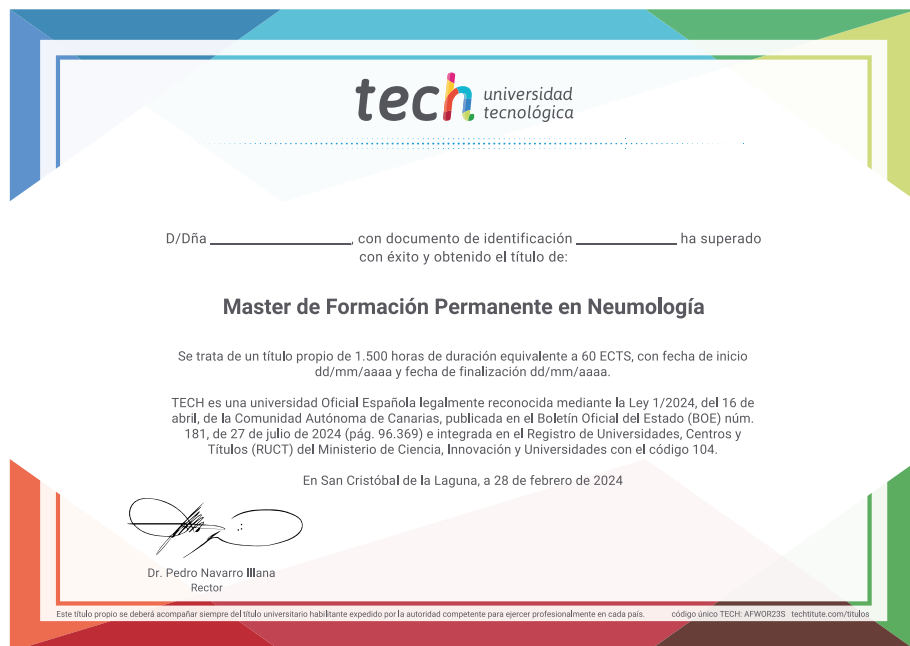 tech universidad
tecnológica
D/Dña ________________, con documento de identificación ____________ ha superado
con éxito y obtenido el título de:
Master de Formación Permanente en Neumología
Se trata de un título propio de 1.500 horas de duración equivalente a 60 ECTS, con fecha de inicio
dd/mm/aaaa y fecha de finalización dd/mm/aaaa.
TECH es una universidad Oficial Española legalmente reconocida mediante la Ley 1/2024, del 16 de
abril, de la Comunidad Autónoma de Canarias, publicada en el Boletín Oficial del Estado (BOE) núm.
181, de 27 de julio de 2024 (pág. 96.369) e integrada en el Registro de Universidades, Centros y
Títulos (RUCT) del Ministerio de Ciencia, Innovación y Universidades con el código 104.
En San Cristóbal de la Laguna, a 28 de febrero de 2024
Dr. Pedro Navarro Illana
Rector
Este título propio se deberá acompañar siempre del título universitario habilitante expedido por la autoridad competente para ejercer profesionalmente en cada país. código único TECH: AFWOR23S techtitute.com/titulos